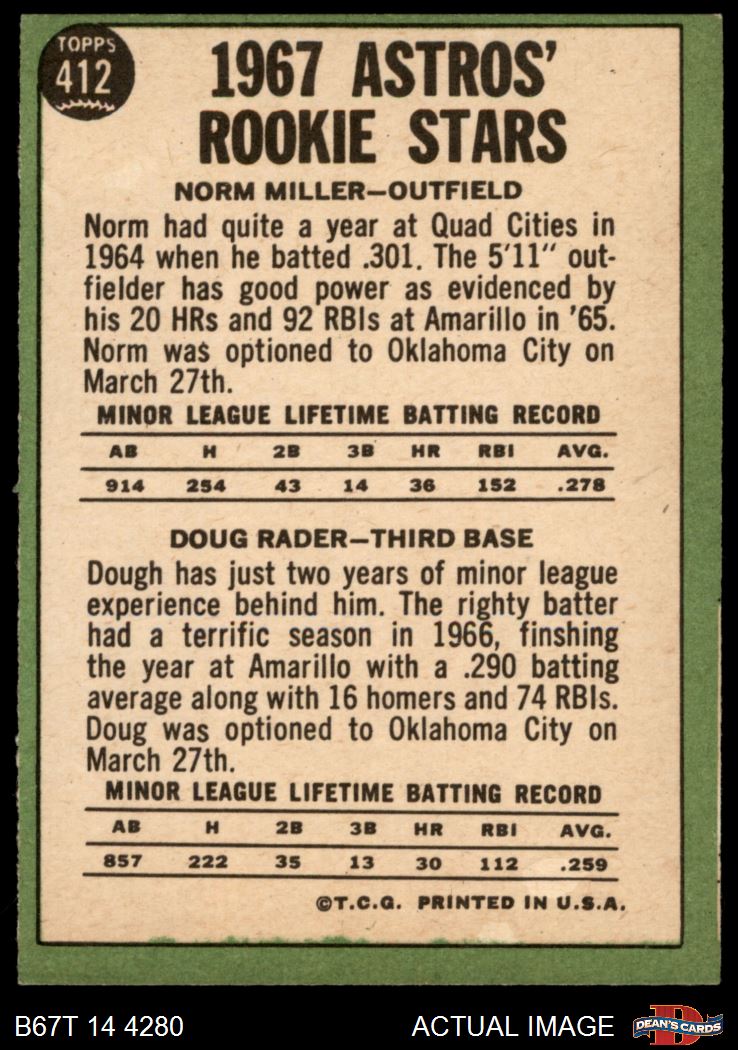 TOPPS
412
1967 ASTROS'
ROOKIE STARS
NORM MILLER—OUTFIELD
Norm had quite a year at Quad Cities in
1964 when he batted .301. The 5'11" out-
fielder has good power as evidenced by
his 20 HRs and 92 RBIs at Amarillo in '65.
Norm was optioned to Oklahoma City on
March 27th.
MINOR LEAGUE LIFETIME BATTING RECORD
AB H 2B 3B HR RBI AVG.
914 254 43 14 36 152 .278
DOUG RADER—THIRD BASE
Dough has just two years of minor league
experience behind him. The righty batter
had a terrific season in 1966, finshing
the year at Amarillo with a .290 batting
average along with 16 homers and 74 RBIs.
Doug was optioned to Oklahoma City on
March 27th.
MINOR LEAGUE LIFETIME BATTING RECORD
AB H 2B 3B HR RBI AVG.
857 222 35 13 30 112 .259
©T.C.G. PRINTED IN U.S.A.
B67T 14 4280 ACTUAL IMAGE D DEAN'S CARDS